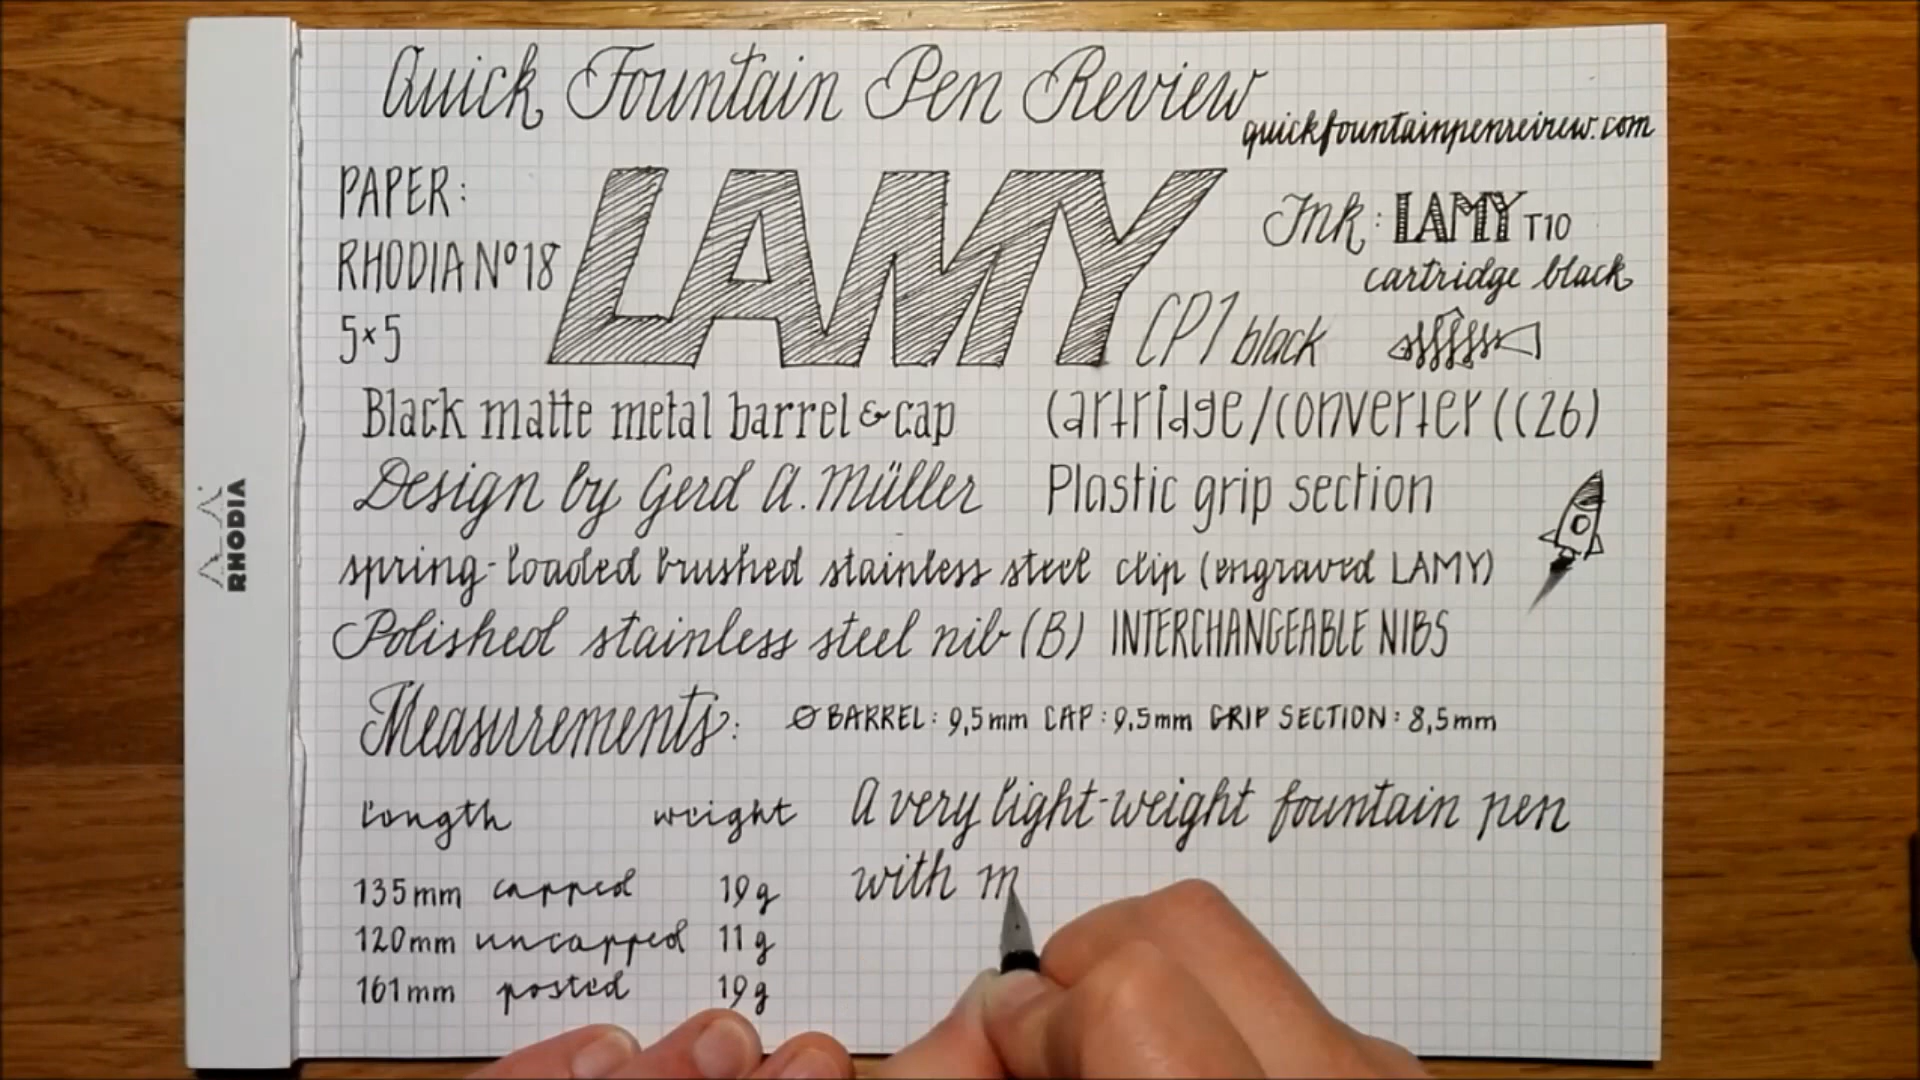 Quick Fountain Pen Review
quickfountainpenreirew.com
PAPER:
RHODIA Nº18
5×5
LAMY
CP1 black
Ink: LAMY T10
cartridge black
Black matte metal barrel & cap
Cartridge/converter (C26)
Design by Gerd A. Müller
Plastic grip section
spring-loaded brushed stainless steel clip (engraved LAMY)
Polished stainless steel nib (B) INTERCHANGEABLE NIBS
Measurements:
Ø BARREL: 9,5mm CAP: 9,5mm GRIP SECTION: 8,5mm
length weight
135mm capped 19g
120mm uncapped 11g
161mm posted 19g
A very light-weight fountain pen
with m
RHODIA